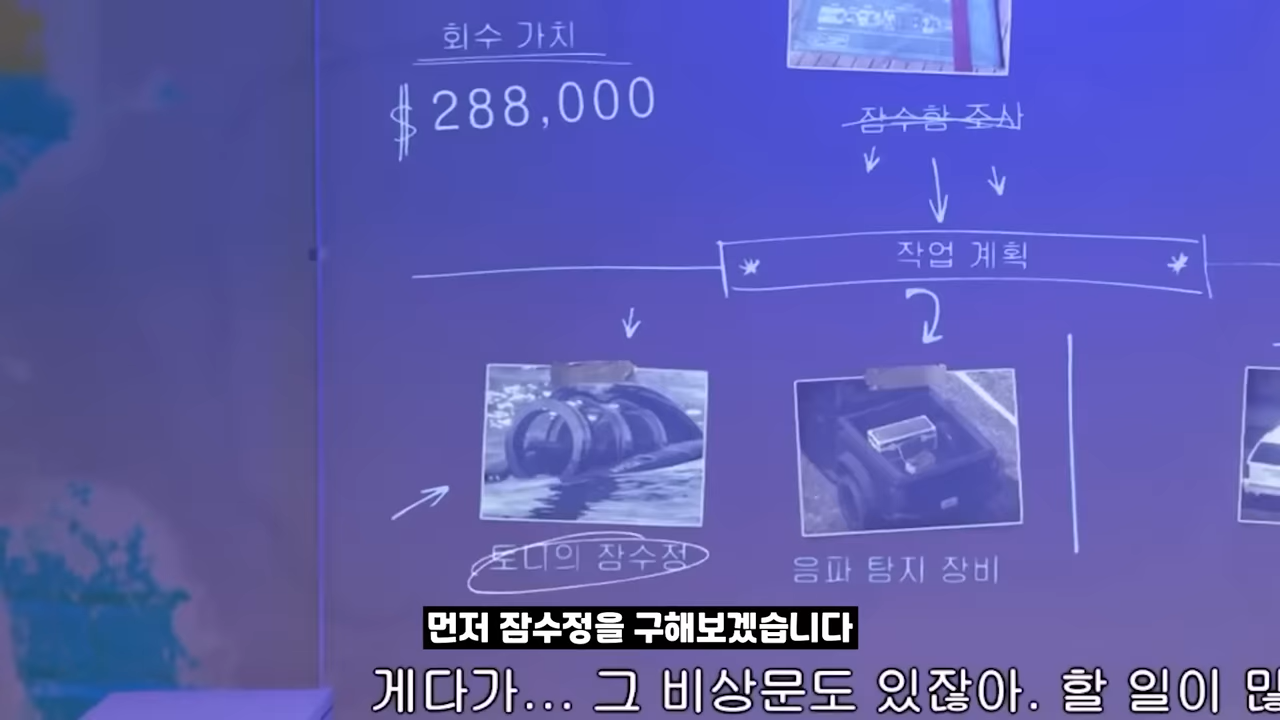 회수 가치
$288,000
잠수함 조사
작업 계획
토니의 잠수정
음파 탐지 장비
먼저 잠수정을 구해보겠습니다
게다가... 그 비상문도 있잖아. 할 일이